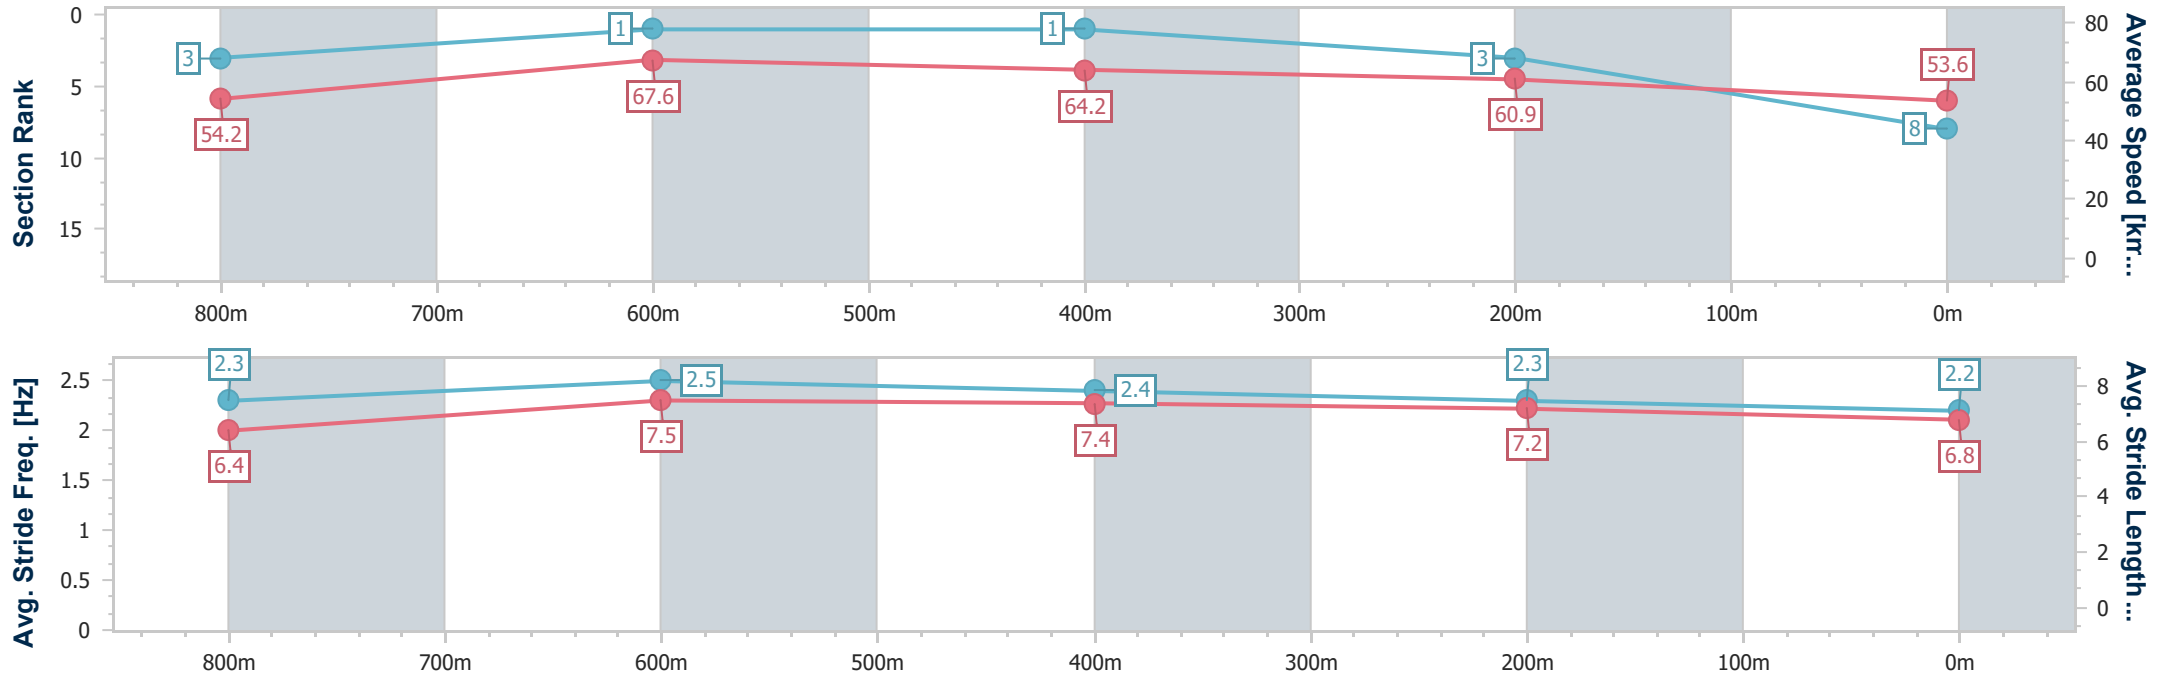 Section Rank
0
5
10
15
3
1
1
3
8
54.2
67.6
64.2
60.9
53.6
80
60
40
20
0
Average Speed [km...
800m
700m
600m
500m
400m
300m
200m
100m
0m
Avg. Stride Freq. [Hz]
2.5
2
1.5
1
0.5
0
2.3
2.5
2.4
2.3
2.2
6.4
7.5
7.4
7.2
6.8
8
6
4
2
0
Avg. Stride Length...
800m
700m
600m
500m
400m
300m
200m
100m
0m